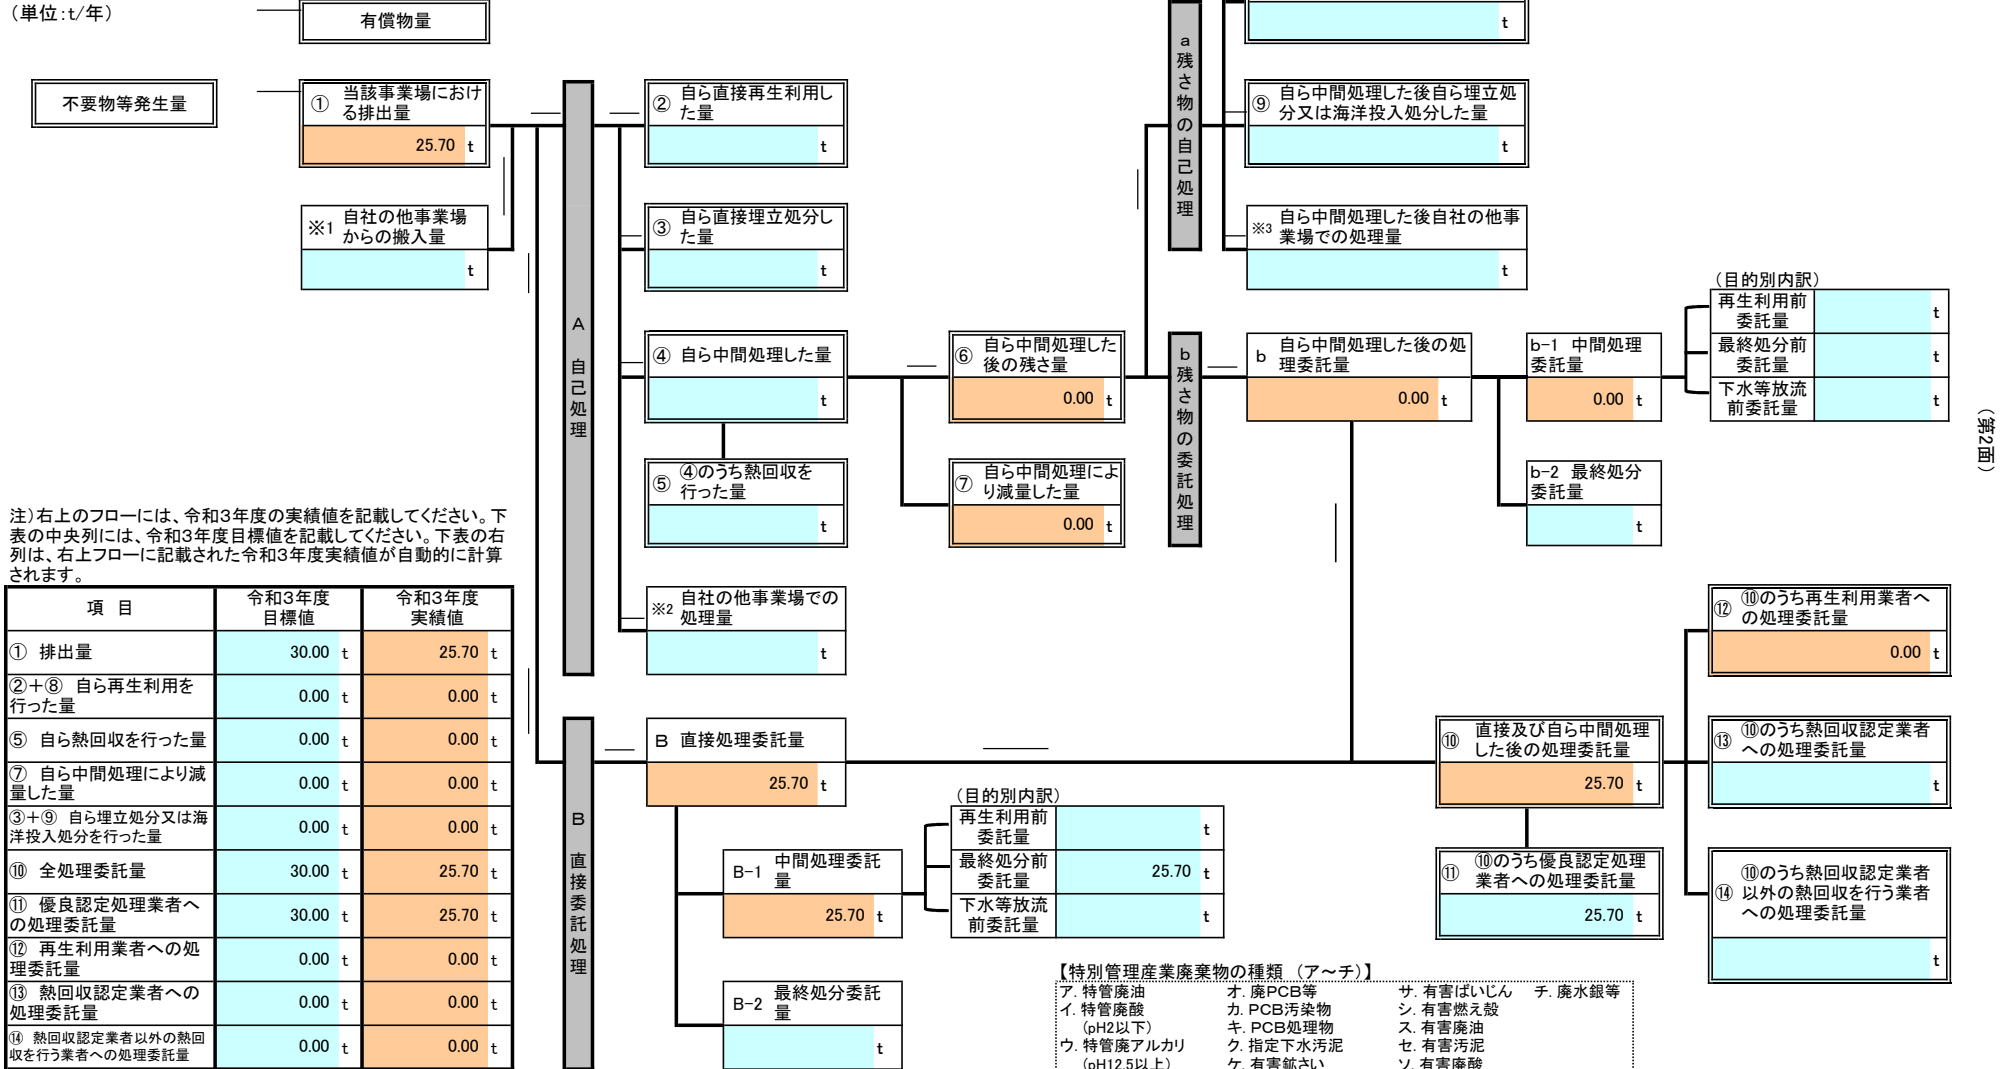 （単位:t/年）
有償物量
t
不要物等発生量
① 当該事業場におけ
る排出量
25.70 t
※1 自社の他事業場
からの搬入量
t
A 自己処理
② 自ら直接再生利用し
た量
t
③ 自ら直接埋立処分し
た量
t
④ 自ら中間処理した量
t
⑤ ④のうち熱回収を
行った量
t
※2 自社の他事業場での
処理量
t
⑥ 自ら中間処理した
後の残さ量
0.00 t
⑦ 自ら中間処理によ
り減量した量
0.00 t
a 残さ物の自己処理
⑨ 自ら中間処理した後自ら埋立処
分又は海洋投入処分した量
t
※3 自ら中間処理した後自社の他事
業場での処理量
t
b 残さ物の委託処理
b 自ら中間処理した後の処
理委託量
0.00 t
b-1 中間処理
委託量
0.00 t
b-2 最終処分
委託量
t
（目的別内訳）
再生利用前
委託量 t
最終処分前
委託量 t
下水等放流
前委託量 t
（第2面）
注）右上のフローには、令和3年度の実績値を記載してください。下
表の中央列には、令和3年度目標値を記載してください。下表の右
列は、右上フローに記載された令和3年度実績値が自動的に計算
されます。
項 目 令和3年度 目標値 令和3年度 実績値
① 排出量 30.00 t 25.70 t
②＋⑧ 自ら再生利用を
行った量 0.00 t 0.00 t
⑤ 自ら熱回収を行った量 0.00 t 0.00 t
⑦ 自ら中間処理により減
量した量 0.00 t 0.00 t
③＋⑨ 自ら埋立処分又は海
洋投入処分を行った量 0.00 t 0.00 t
⑩ 全処理委託量 30.00 t 25.70 t
⑪ 優良認定処理業者へ
の処理委託量 30.00 t 25.70 t
⑫ 再生利用業者への処
理委託量 0.00 t 0.00 t
⑬ 熱回収認定業者への
処理委託量 0.00 t 0.00 t
⑭ 熱回収認定業者以外の熱回
収を行う業者への処理委託量 0.00 t 0.00 t
B 直接委託処理
B 直接処理委託量
25.70 t
B-1 中間処理委託
量
25.70 t
B-2 最終処分委託
量
t
（目的別内訳）
再生利用前
委託量 t
最終処分前
委託量 25.70 t
下水等放流
前委託量 t
⑩ 直接及び自ら中間処理
した後の処理委託量
25.70 t
⑪ ⑩のうち優良認定処理
業者への処理委託量
25.70 t
⑫ ⑩のうち再生利用業者へ
の処理委託量
0.00 t
⑬ ⑩のうち熱回収認定業者
への処理委託量
t
⑭ ⑩のうち熱回収認定業者
以外の熱回収を行う業者
への処理委託量
t
【特別管理産業廃棄物の種類 （ア～チ）】
ア. 特管廃油 オ. 廃PCB等 サ. 有害ばいじん チ. 廃水銀等
イ. 特管廃酸 カ. PCB汚染物 シ. 有害燃え殻
（pH2以下） キ. PCB処理物 ス. 有害廃油
ウ. 特管廃アルカリ ク. 指定下水汚泥 セ. 有害汚泥
（pH12.5以上） ケ. 有害鉱さい ソ. 有害廃酸